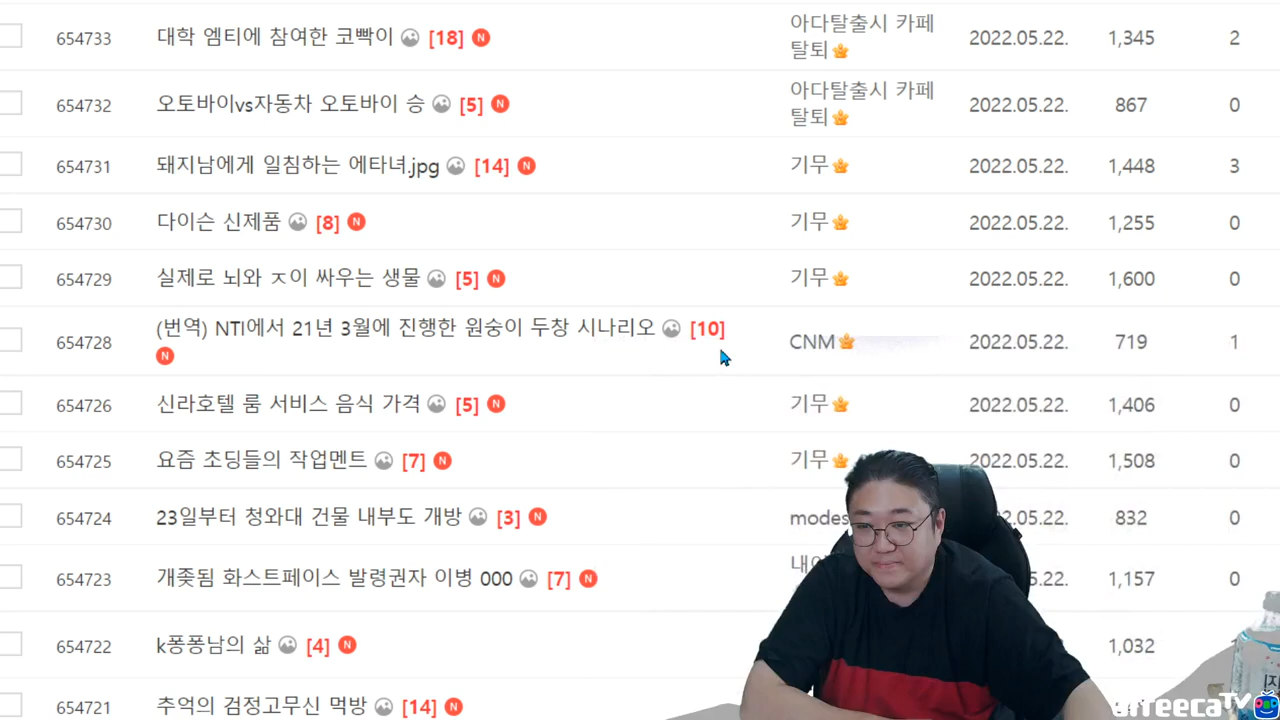 654733 대학 엠티에 참여한 코빡이 [18] N 아다탈출시 카페 2022.05.22. 1,345 2
탈퇴
654732 오토바이vs자동차 오토바이 승 [5] N 아다탈출시 카페 2022.05.22. 867 0
탈퇴
654731 돼지남에게 일침하는 에타녀.jpg [14] N 기무 2022.05.22. 1,448 3
654730 다이슨 신제품 [8] N 기무 2022.05.22. 1,255 0
654729 실제로 뇌와 ㅈ이 싸우는 생물 [5] N 기무 2022.05.22. 1,600 0
654728 (번역) NTI에서 21년 3월에 진행한 원숭이 두창 시나리오 [10] CNM 2022.05.22. 719 1
N
654726 신라호텔 룸 서비스 음식 가격 [5] N 기무 2022.05.22. 1,406 0
654725 요즘 초딩들의 작업멘트 [7] N 기무 2022.05.22. 1,508 0
654724 23일부터 청와대 건물 내부도 개방 [3] N modes 05.22. 832 0
654723 개좃됨 화스트페이스 발령권자 이병 000 [7] N 22. 1,157 0
654722 k퐁퐁남의 삶 [4] N 1,032
654721 추억의 검정고무신 먹방 [14] N
afreecaTV